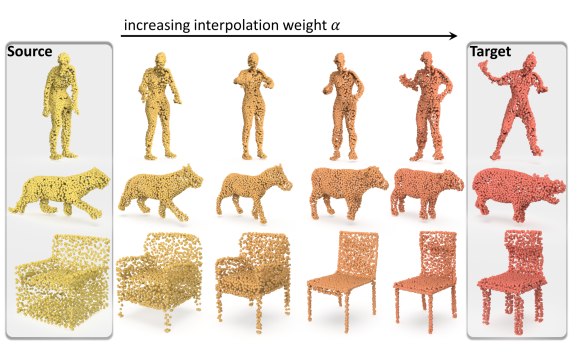 increasing interpolation weight α
Source
Target